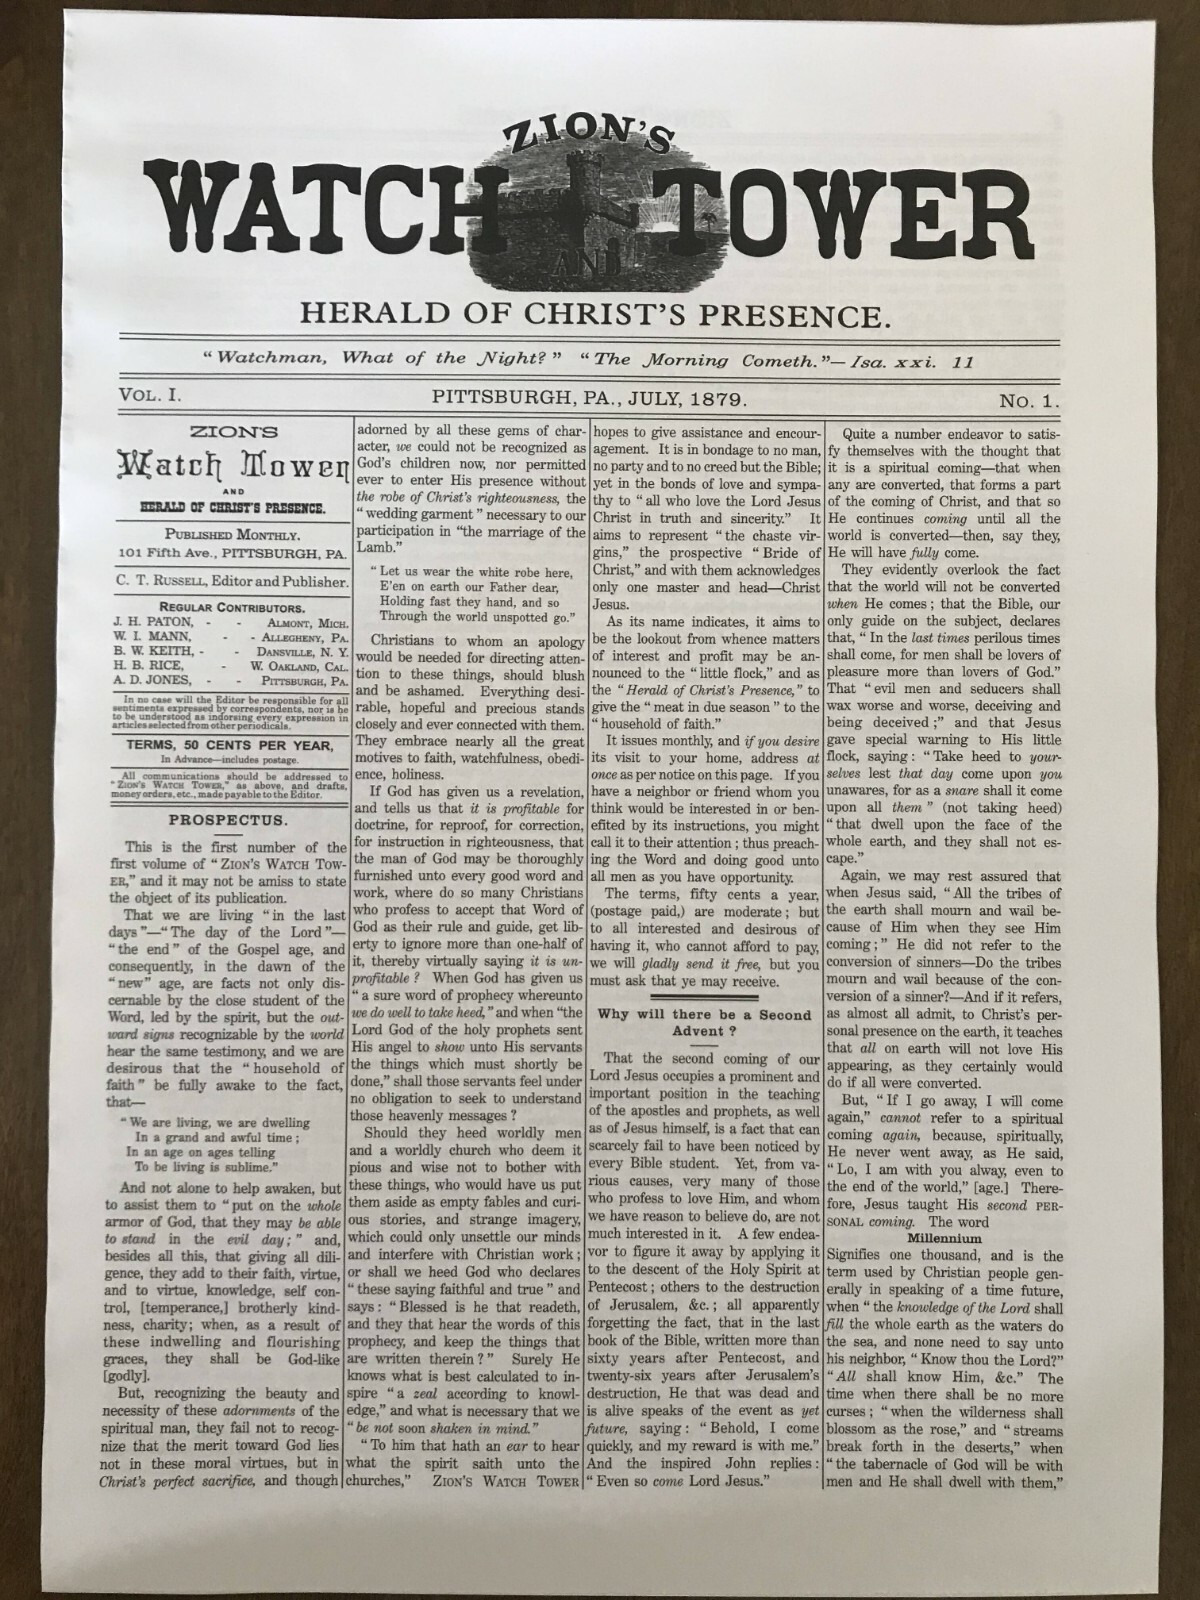 ZION'S
WATCH TOWER
AND
HERALD OF CHRIST'S PRESENCE.
"Watchman, What of the Night?" "The Morning Cometh."—Isa. xxi. 11
VOL. I.
PITTSBURGH, PA., JULY, 1879.
NO. 1.
ZION'S
Watch Tower
AND
HERALD OF CHRIST'S PRESENCE.
PUBLISHED MONTHLY.
101 Fifth Ave., PITTSBURGH, PA.
C. T. RUSSELL, Editor and Publisher.
REGULAR CONTRIBUTORS.
J. H. PATON, - - ALMONT, MICH.
W. I. MANN, - - ALLEGHENY, PA.
B. W. KEITH, - - DANSVILLE, N. Y.
H. B. RICE, - W. OAKLAND, CAL.
A. D. JONES, - - PITTSBURGH, PA.
In no case will the Editor be responsible for all
sentiments expressed by correspondents, nor is he
to be understood as indorsing every expression in
articles selected from other periodicals.
TERMS, 50 CENTS PER YEAR,
In Advance—includes postage.
All communications should be addressed to
"ZION'S WATCH TOWER," as above, and drafts,
money orders, etc., made payable to the Editor.
PROSPECTUS.
This is the first number of the
first volume of "ZION'S WATCH TOW-
ER," and it may not be amiss to state
the object of its publication.
That we are living "in the last
days"—"The day of the Lord"—
"the end" of the Gospel age, and
consequently, in the dawn of the
"new" age, are facts not only dis-
cernable by the close student of the
Word, led by the spirit, but the out-
ward signs recognizable by the world
hear the same testimony, and we are
desirous that the "household of
faith" be fully awake to the fact,
that—
"We are living, we are dwelling
In a grand and awful time;
In an age on ages telling
To be living is sublime."
And not alone to help awaken, but
to assist them to "put on the whole
armor of God, that they may be able
to stand in the evil day;" and,
besides all this, that giving all dili-
gence, they add to their faith, virtue,
and to virtue, knowledge, self con-
trol, [temperance,] brotherly kind-
ness, charity; when, as a result of
these indwelling and flourishing
graces, they shall be God-like
[godly].
But, recognizing the beauty and
necessity of these adornments of the
spiritual man, they fail not to recog-
nize that the merit toward God lies
not in these moral virtues, but in
Christ's perfect sacrifice, and though
adorned by all these gems of char-
acter, we could not be recognized as
God's children now, nor permitted
ever to enter His presence without
the robe of Christ's righteousness, the
"wedding garment" necessary to our
participation in "the marriage of the
Lamb."
"Let us wear the white robe here,
E'en on earth our Father dear,
Holding fast they hand, and so
Through the world unspotted go."
Christians to whom an apology
would be needed for directing atten-
tion to these things, should blush
and be ashamed. Everything desi-
rable, hopeful and precious stands
closely and ever connected with them.
They embrace nearly all the great
motives to faith, watchfulness, obedi-
ence, holiness.
If God has given us a revelation,
and tells us that it is profitable for
doctrine, for reproof, for correction,
for instruction in righteousness, that
the man of God may be thoroughly
furnished unto every good word and
work, where do so many Christians
who profess to accept that Word of
God as their rule and guide, get lib-
erty to ignore more than one-half of
it, thereby virtually saying it is un-
profitable? When God has given us
"a sure word of prophecy whereunto
we do well to take heed," and when "the
Lord God of the holy prophets sent
His angel to show unto His servants
the things which must shortly be
done," shall those servants feel under
no obligation to seek to understand
those heavenly messages?
Should they heed worldly men
and a worldly church who deem it
pious and wise not to bother with
these things, who would have us put
them aside as empty fables and curi-
ous stories, and strange imagery,
which could only unsettle our minds
and interfere with Christian work;
or shall we heed God who declares
"these saying faithful and true" and
says: "Blessed is he that readeth,
and they that hear the words of this
prophecy, and keep the things that
are written therein?" Surely He
knows what is best calculated to in-
spire "a zeal according to knowl-
edge," and what is necessary that we
"be not soon shaken in mind."
"To him that hath an ear to hear
what the spirit saith unto the
churches," ZION'S WATCH TOWER
hopes to give assistance and encour-
agement. It is in bondage to no man,
no party and to no creed but the Bible;
yet in the bonds of love and sympa-
thy to "all who love the Lord Jesus
Christ in truth and sincerity." It
aims to represent "the chaste vir-
gins," the prospective "Bride of
Christ," and with them acknowledges
only one master and head—Christ
Jesus.
As its name indicates, it aims to
be the lookout from whence matters
of interest and profit may be an-
nounced to the "little flock," and as
the "Herald of Christ's Presence," to
give the "meat in due season" to the
"household of faith."
It issues monthly, and if you desire
its visit to your home, address at
once as per notice on this page. If you
have a neighbor or friend whom you
think would be interested in or ben-
efited by its instructions, you might
call it to their attention; thus preach-
ing the Word and doing good unto
all men as you have opportunity.
The terms, fifty cents a year,
(postage paid,) are moderate; but
to all interested and desirous of
having it, who cannot afford to pay,
we will gladly send it free, but you
must ask that ye may receive.
Why will there be a Second
Advent?
That the second coming of our
Lord Jesus occupies a prominent and
important position in the teaching
of the apostles and prophets, as well
as of Jesus himself, is a fact that can
scarcely fail to have been noticed by
every Bible student. Yet, from va-
rious causes, very many of those
who profess to love Him, and whom
we have reason to believe do, are not
much interested in it. A few endea-
vor to figure it away by applying it
to the descent of the Holy Spirit at
Pentecost; others to the destruction
of Jerusalem, &c.; all apparently
forgetting the fact, that in the last
book of the Bible, written more than
sixty years after Pentecost, and
twenty-six years after Jerusalem's
destruction, He that was dead and
is alive speaks of the event as yet
future, saying: "Behold, I come
quickly, and my reward is with me."
And the inspired John replies:
"Even so come Lord Jesus."
Quite a number endeavor to satis-
fy themselves with the thought that
it is a spiritual coming—that when
any are converted, that forms a part
of the coming of Christ, and that so
He continues coming until all the
world is converted—then, say they,
He will have fully come.
They evidently overlook the fact
that the world will not be converted
when He comes; that the Bible, our
only guide on the subject, declares
that, "In the last times perilous times
shall come, for men shall be lovers of
pleasure more than lovers of God."
That "evil men and seducers shall
wax worse and worse, deceiving and
being deceived;" and that Jesus
gave special warning to His little
flock, saying: "Take heed to your-
selves lest that day come upon you
unawares, for as a snare shall it come
upon all them" (not taking heed)
"that dwell upon the face of the
whole earth, and they shall not es-
cape."
Again, we may rest assured that
when Jesus said, "All the tribes of
the earth shall mourn and wail be-
cause of Him when they see Him
coming;" He did not refer to the
conversion of sinners—Do the tribes
mourn and wail because of the con-
version of a sinner?—And if it refers,
as almost all admit, to Christ's per-
sonal presence on the earth, it teaches
that all on earth will not love His
appearing, as they certainly would
do if all were converted.
But, "If I go away, I will come
again," cannot refer to a spiritual
coming again, because, spiritually,
He never went away, as He said,
"Lo, I am with you alway, even to
the end of the world," [age.] There-
fore, Jesus taught His second PER-
SONAL coming. The word
Millennium
Signifies one thousand, and is the
term used by Christian people gen-
erally in speaking of a time future,
when "the knowledge of the Lord shall
fill the whole earth as the waters do
the sea, and none need to say unto
his neighbor, "Know thou the Lord?"
"All shall know Him, &c." The
time when there shall be no more
curses; "when the wilderness shall
blossom as the rose," and "streams
break forth in the deserts," when
"the tabernacle of God will be with
men and He shall dwell with them,"